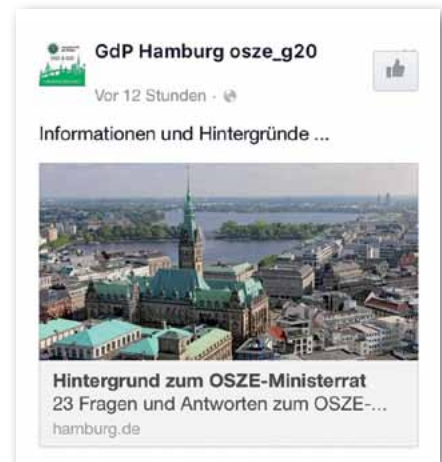 GdP Hamburg osze_g20
Vor 12 Stunden
Informationen und Hintergründe ...
Hintergrund zum OSZE-Ministerrat
23 Fragen und Antworten zum OSZE-...
hamburg.de